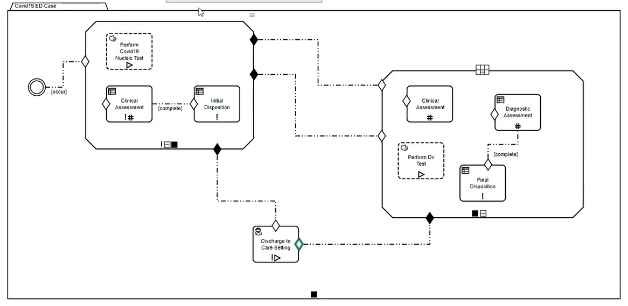 Covid19 ED Case
Perform
Covid19
Nucleic Test
[occur]
Clinical
Assessment
[complete]
Initial
Disposition
Clinical
Assessment
Diagnostic
Assessment
Perform Dx
Test
[complete]
Final
Disposition
Discharge to
Care Setting